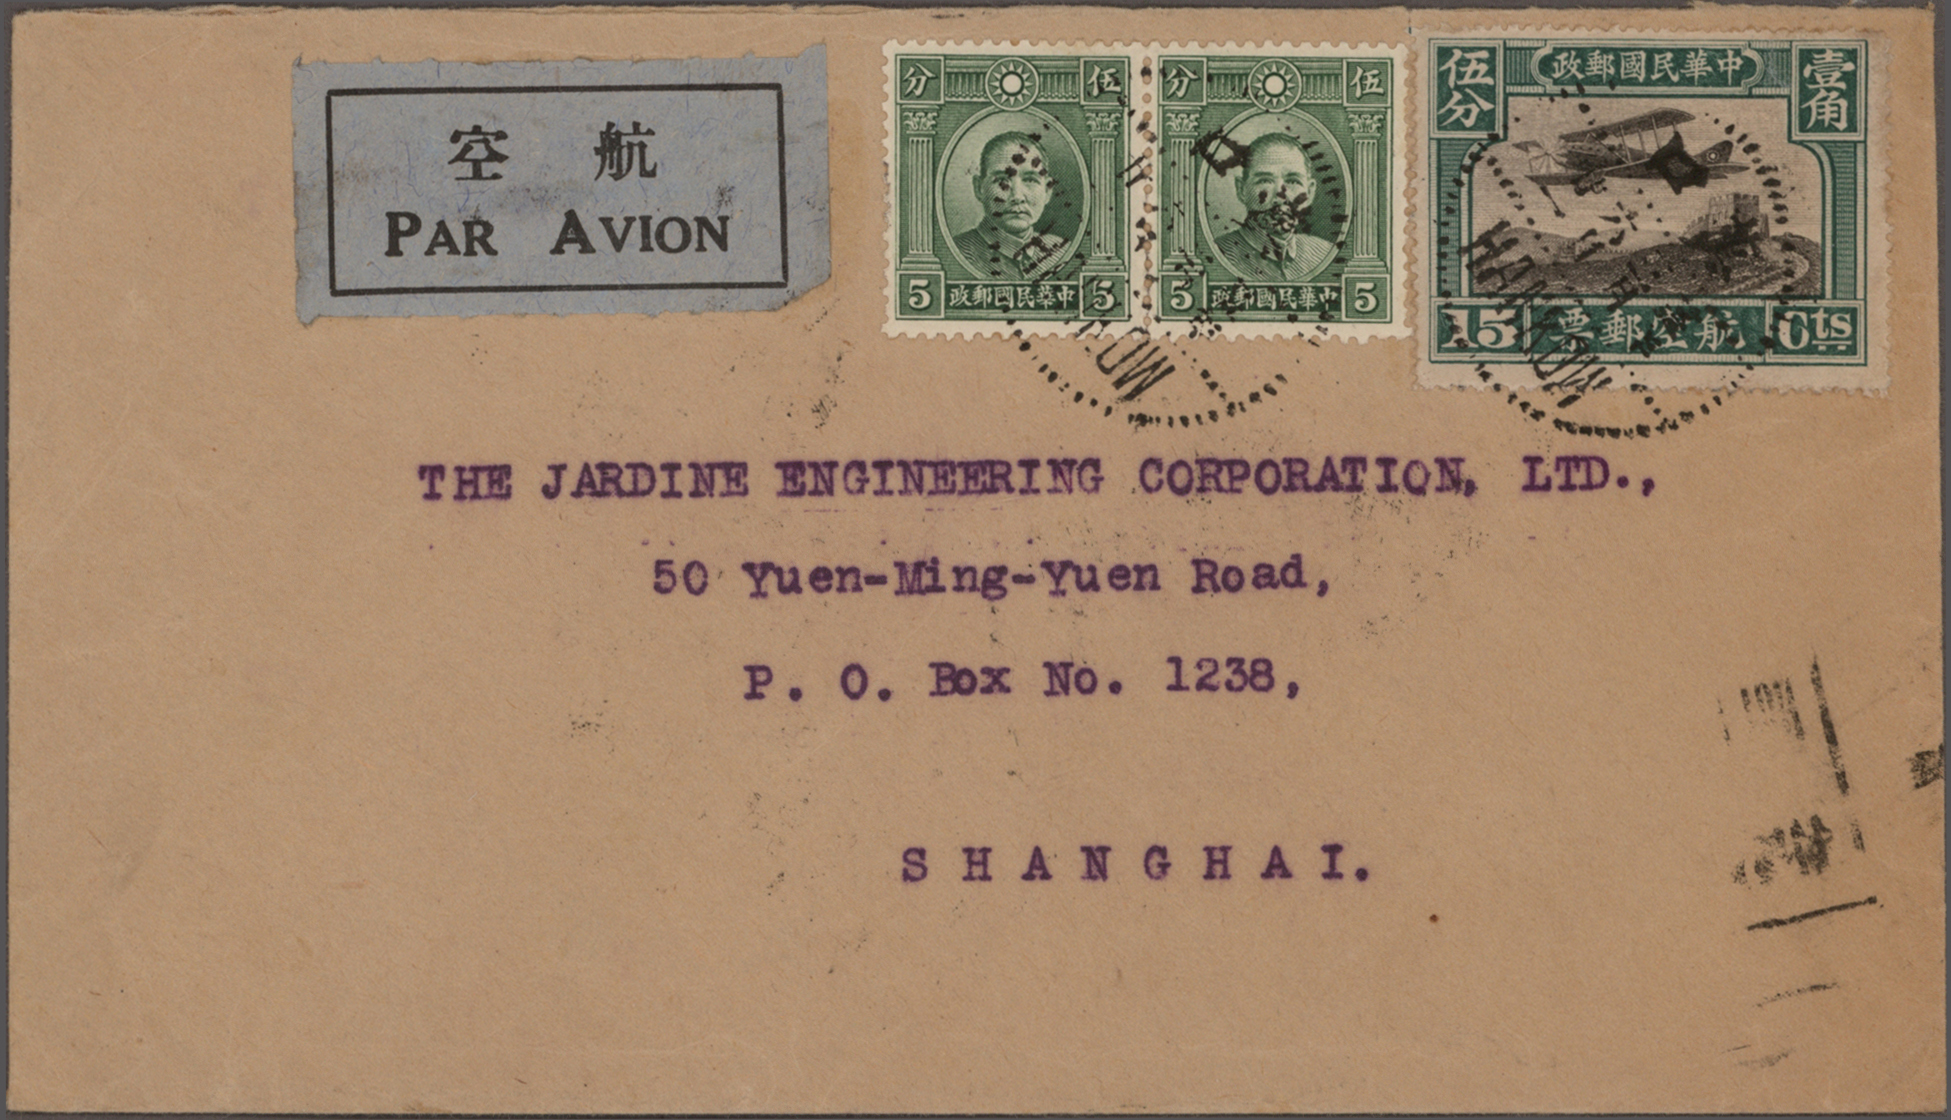 空 航
PAR AVION
分 伍
5 政郵國民華中 5
分 伍
5 政郵國民華中 5
伍分 政郵國民華中 壹角
15 票郵空航 Cts
HANKOW
HANKOW
THE JARDINE ENGINEERING CORPORATION, LTD.,
50 Yuen-Ming-Yuen Road,
P. O. Box No. 1238,
SHANGHAI.